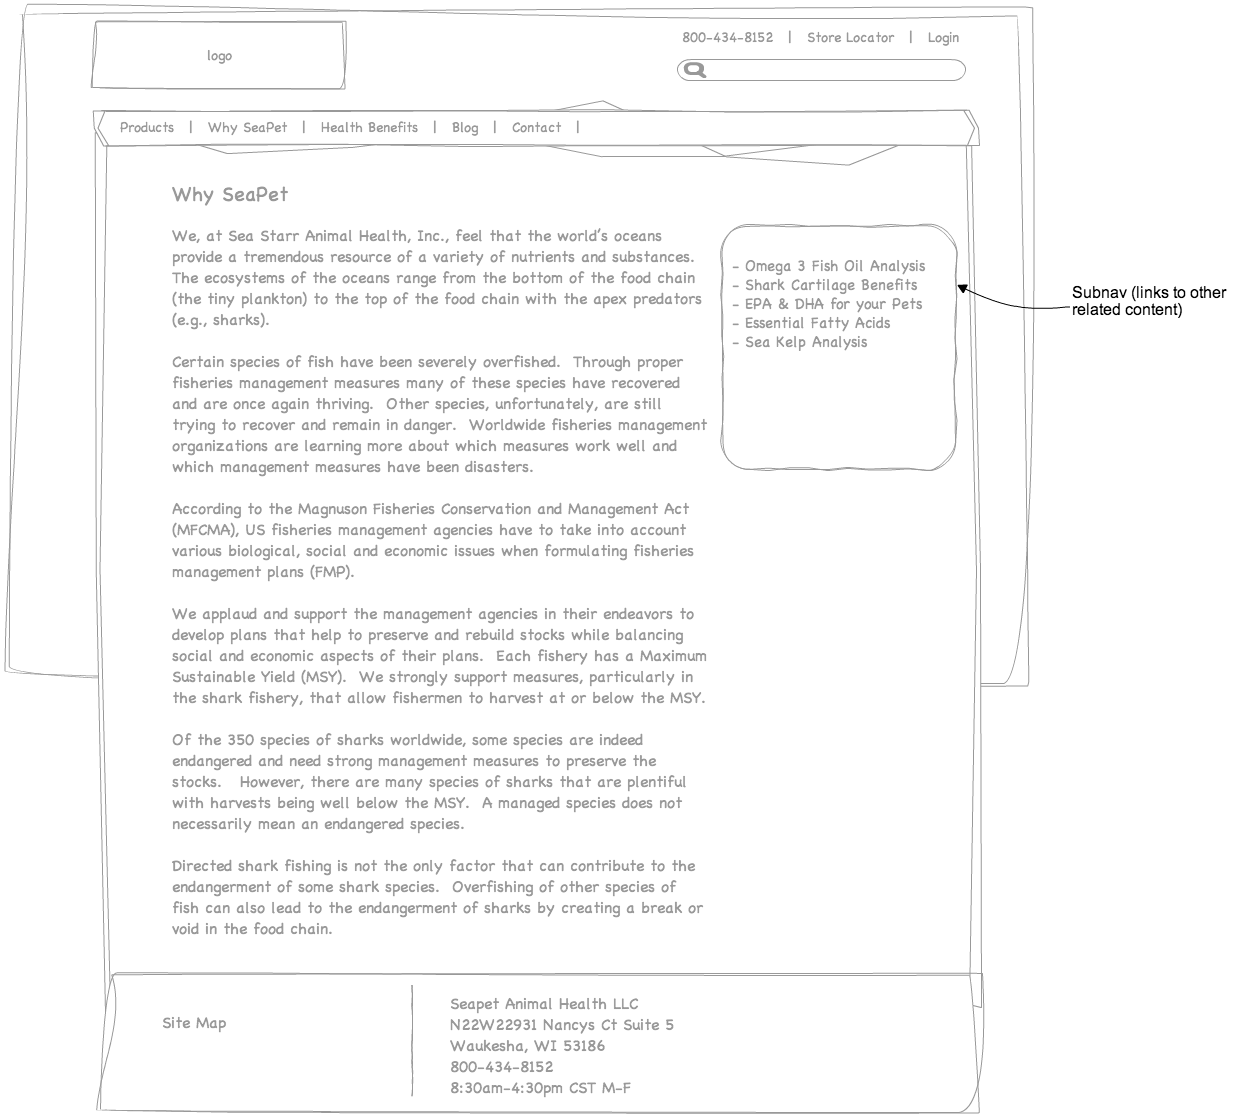 logo
800-434-8152 | Store Locator | Login
Products | Why SeaPet | Health Benefits | Blog | Contact |
Why SeaPet
We, at Sea Starr Animal Health, Inc., feel that the world's oceans
provide a tremendous resource of a variety of nutrients and substances.
The ecosystems of the oceans range from the bottom of the food chain
(the tiny plankton) to the top of the food chain with the apex predators
(e.g., sharks).
Certain species of fish have been severely overfished.  Through proper
fisheries management measures many of these species have recovered
and are once again thriving.  Other species, unfortunately, are still
trying to recover and remain in danger.  Worldwide fisheries management
organizations are learning more about which measures work well and
which management measures have been disasters.
According to the Magnuson Fisheries Conservation and Management Act
(MFCMA), US fisheries management agencies have to take into account
various biological, social and economic issues when formulating fisheries
management plans (FMP).
We applaud and support the management agencies in their endeavors to
develop plans that help to preserve and rebuild stocks while balancing
social and economic aspects of their plans.  Each fishery has a Maximum
Sustainable Yield (MSY).  We strongly support measures, particularly in
the shark fishery, that allow fishermen to harvest at or below the MSY.
Of the 350 species of sharks worldwide, some species are indeed
endangered and need strong management measures to preserve the
stocks.   However, there are many species of sharks that are plentiful
with harvests being well below the MSY.  A managed species does not
necessarily mean an endangered species.
Directed shark fishing is not the only factor that can contribute to the
endangerment of some shark species.  Overfishing of other species of
fish can also lead to the endangerment of sharks by creating a break or
void in the food chain.
- Omega 3 Fish Oil Analysis
- Shark Cartilage Benefits
- EPA & DHA for your Pets
- Essential Fatty Acids
- Sea Kelp Analysis
Subnav (links to other
related content)
Site Map
Seapet Animal Health LLC
N22W22931 Nancys Ct Suite 5
Waukesha, WI 53186
800-434-8152
8:30am-4:30pm CST M-F